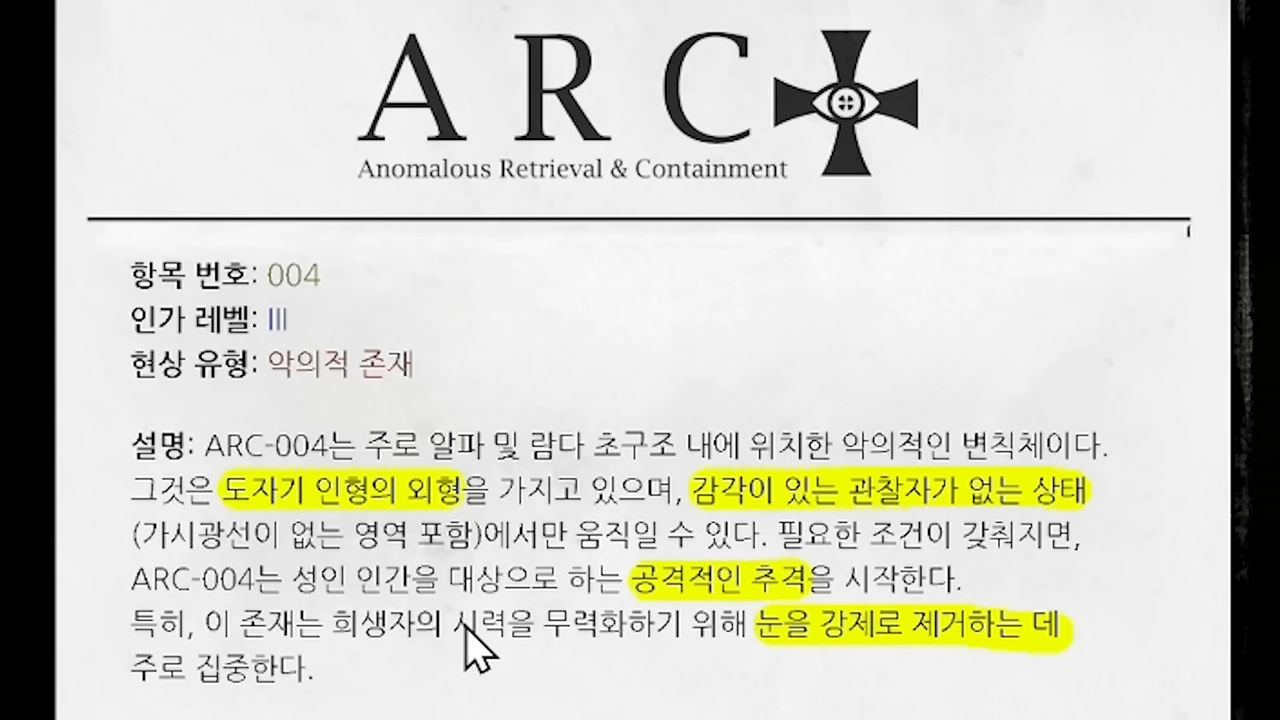 A R C
Anomalous Retrieval & Containment
항목 번호: 004
인가 레벨: III
현상 유형: 악의적 존재
설명: ARC-004는 주로 알파 및 람다 초구조 내에 위치한 악의적인 변칙체이다.
그것은 도자기 인형의 외형을 가지고 있으며, 감각이 있는 관찰자가 없는 상태
(가시광선이 없는 영역 포함)에서만 움직일 수 있다. 필요한 조건이 갖춰지면,
ARC-004는 성인 인간을 대상으로 하는 공격적인 추격을 시작한다.
특히, 이 존재는 희생자의 시력을 무력화하기 위해 눈을 강제로 제거하는 데
주로 집중한다.